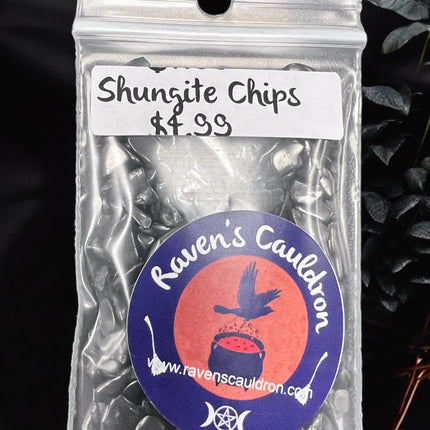 Shungite Chips
$4.99
Raven's Cauldron
www.ravenscauldron.com